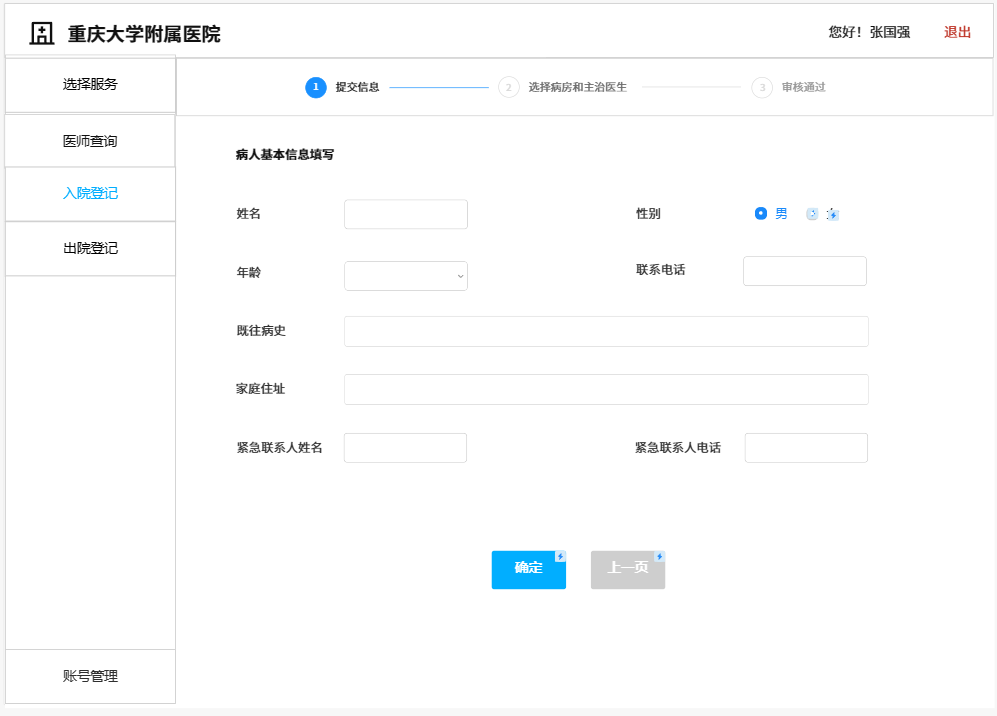 重庆大学附属医院
您好！张国强 退出
选择服务
1 提交信息 2 选择病房和主治医生 3 审核通过
医师查询
入院登记
出院登记
病人基本信息填写
姓名 性别 男
年龄 联系电话
既往病史
家庭住址
紧急联系人姓名 紧急联系人电话
确定 上一页
账号管理